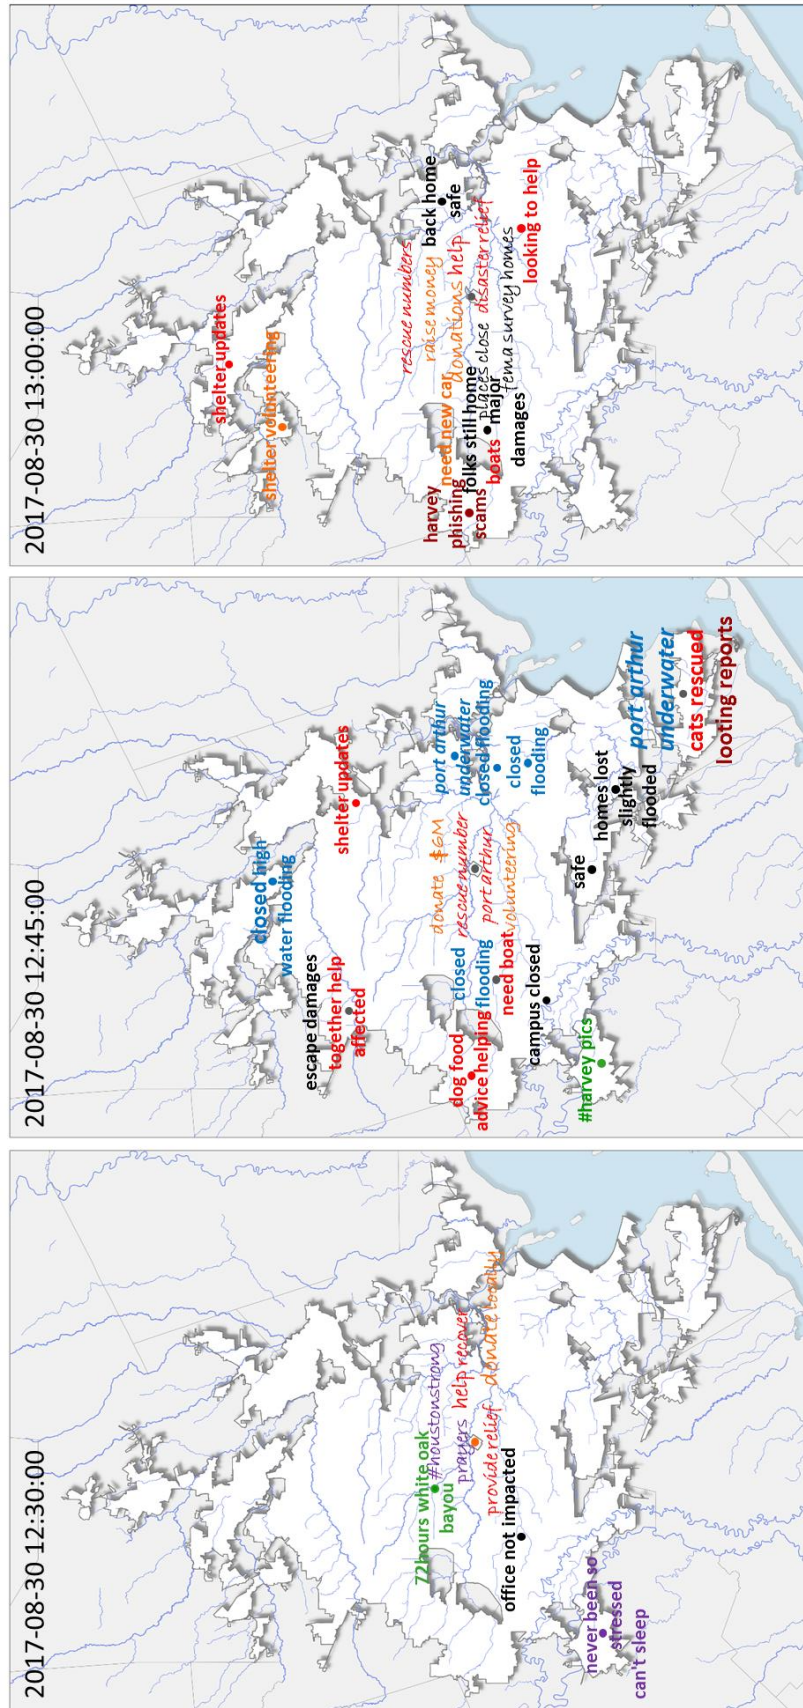 2017-08-30 12:30:00
72hours white oak
bayou
#houstonstrong
prayers help recover
provide relief donate locally
office not impacted
never been so
stressed
can't sleep
2017-08-30 12:45:00
closed high
water flooding
escape damages
together help
affected
shelter updates
donate $6M
rescue number
port arthur
volunteering
port arthur
underwater
closed flooding
closed
flooding
closed
flooding
need boat
dog food
advice helping
campus closed
#harvey pics
safe
homes lost
slightly
flooded
port arthur
underwater
cats rescued
looting reports
2017-08-30 13:00:00
shelter updates
shelter volunteering
rescue numbers
raise money
donations help
disaster relief
back home
safe
need new car
folks still home
places close
major
damages
boats
harvey
phishing
scams
fema survey homes
looking to help